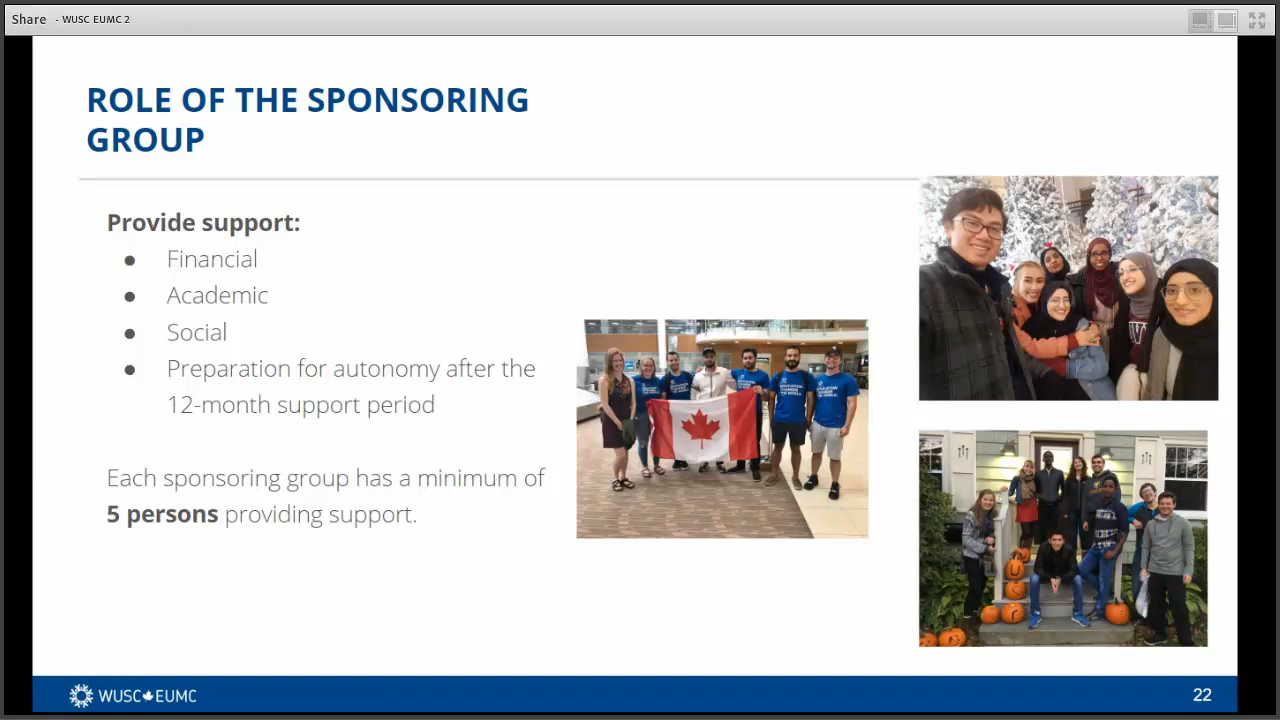 Share - WUSC EUMC 2
ROLE OF THE SPONSORING
GROUP
Provide support:
● Financial
● Academic
● Social
● Preparation for autonomy after the
12-month support period
Each sponsoring group has a minimum of
5 persons providing support.
WUSC EUMC
22